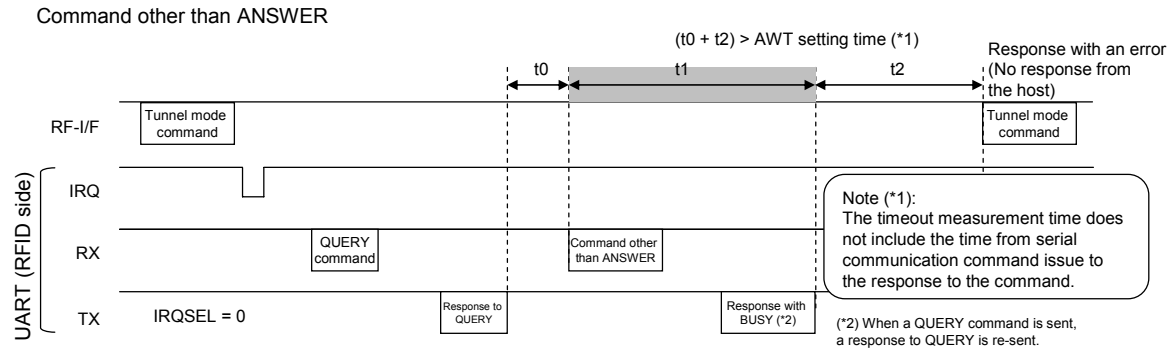 Command other than ANSWER
(t0 + t2) > AWT setting time (*1)
Response with an error
(No response from
the host)
t0
t1
t2
RF-I/F
Tunnel mode
command
Tunnel mode
command
UART (RFID side)
IRQ
RX
QUERY
command
Command other
than ANSWER
Note (*1):
The timeout measurement time does
not include the time from serial
communication command issue to
the response to the command.
TX
IRQSEL = 0
Response to
QUERY
Response with
BUSY (*2)
(*2) When a QUERY command is sent,
a response to QUERY is re-sent.